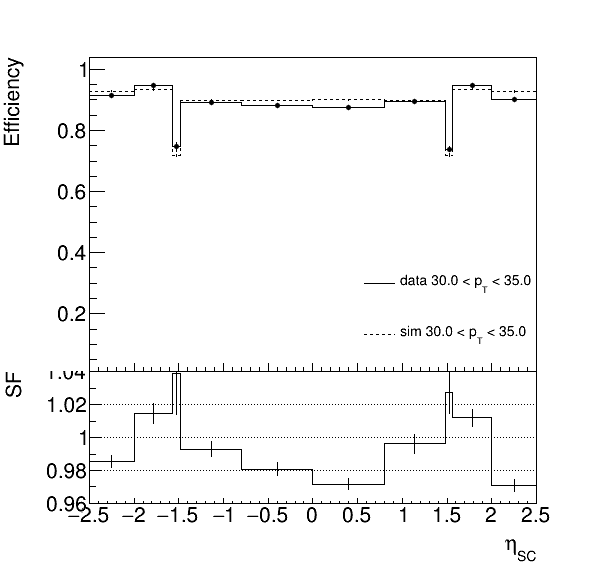 Efficiency
1
0.8
0.6
0.4
0.2
data 30.0 < p_T < 35.0
sim 30.0 < p_T < 35.0
SF
1.04
1.02
1
0.98
0.96
−2.5 −2 −1.5 −1 −0.5 0 0.5 1 1.5 2 2.5
η_SC